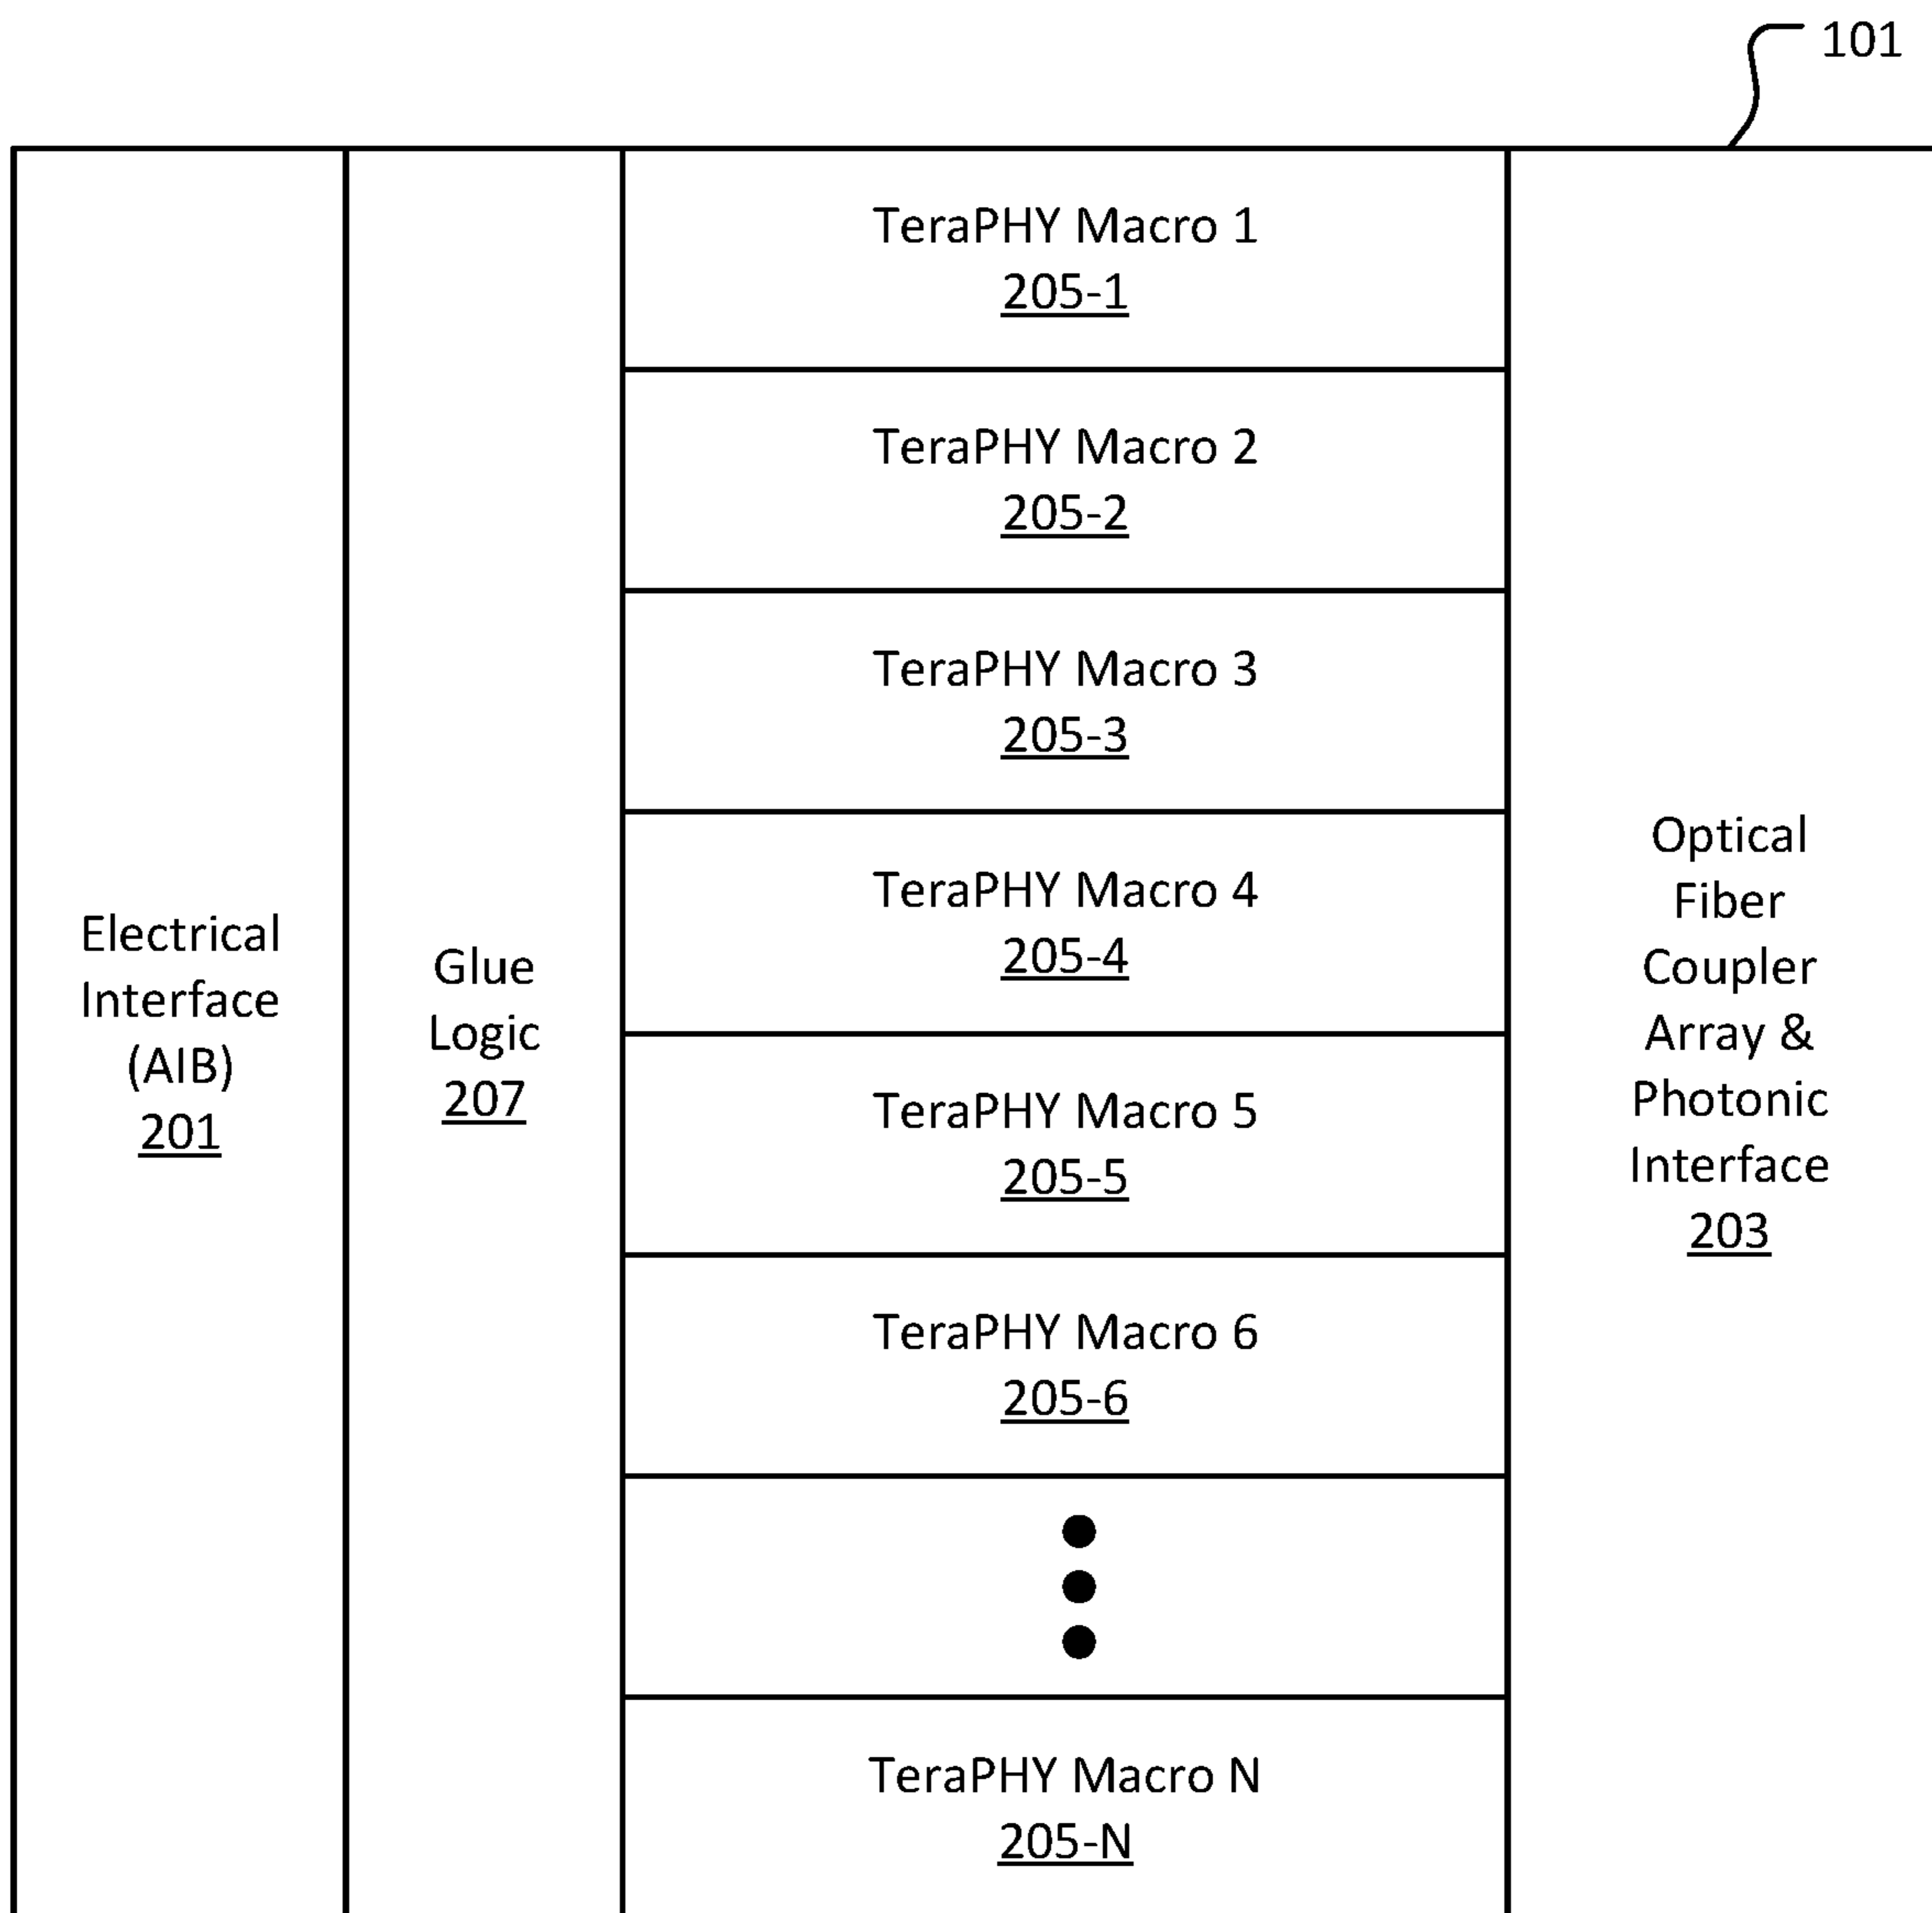 101
Electrical
Interface
(AIB)
201
Glue
Logic
207
TeraPHY Macro 1
205-1
TeraPHY Macro 2
205-2
TeraPHY Macro 3
205-3
TeraPHY Macro 4
205-4
TeraPHY Macro 5
205-5
TeraPHY Macro 6
205-6
TeraPHY Macro N
205-N
Optical
Fiber
Coupler
Array &
Photonic
Interface
203